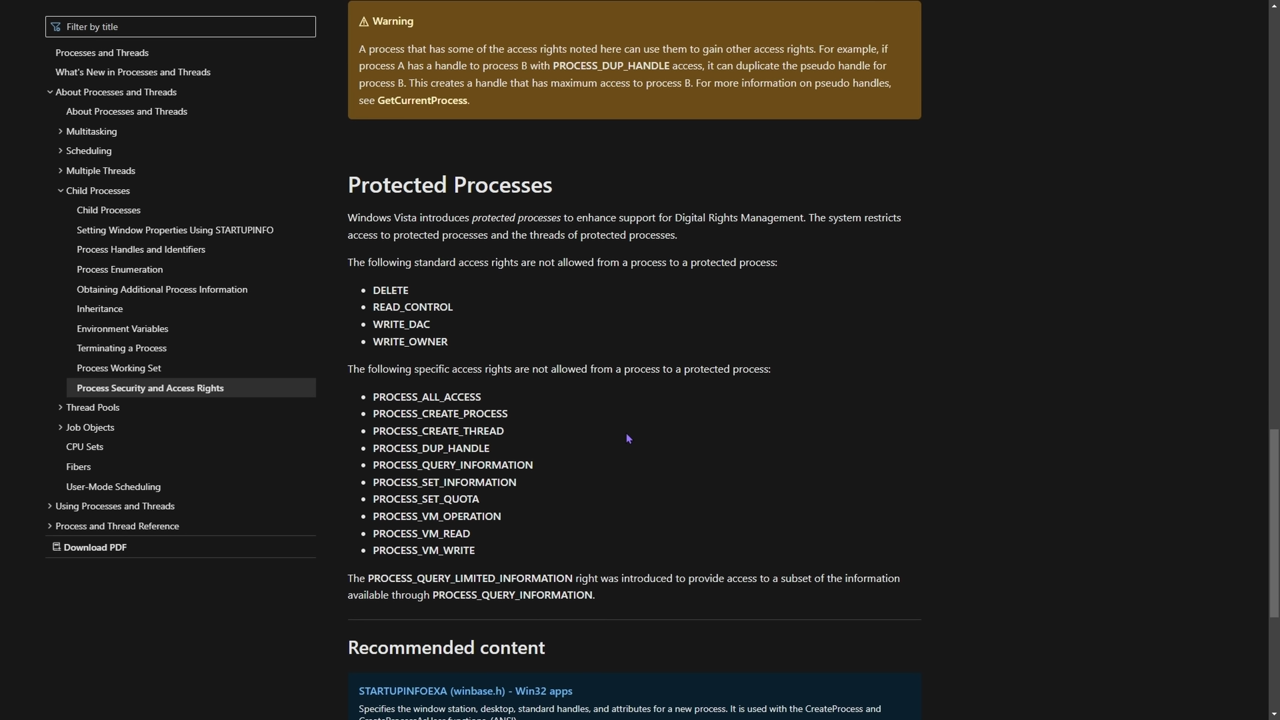 Filter by title
Processes and Threads
What's New in Processes and Threads
About Processes and Threads
About Processes and Threads
Multitasking
Scheduling
Multiple Threads
Child Processes
Child Processes
Setting Window Properties Using STARTUPINFO
Process Handles and Identifiers
Process Enumeration
Obtaining Additional Process Information
Inheritance
Environment Variables
Terminating a Process
Process Working Set
Process Security and Access Rights
Thread Pools
Job Objects
CPU Sets
Fibers
User-Mode Scheduling
Using Processes and Threads
Process and Thread Reference
Download PDF
Warning
A process that has some of the access rights noted here can use them to gain other access rights. For example, if
process A has a handle to process B with PROCESS_DUP_HANDLE access, it can duplicate the pseudo handle for
process B. This creates a handle that has maximum access to process B. For more information on pseudo handles,
see GetCurrentProcess.
Protected Processes
Windows Vista introduces protected processes to enhance support for Digital Rights Management. The system restricts
access to protected processes and the threads of protected processes.
The following standard access rights are not allowed from a process to a protected process:
• DELETE
• READ_CONTROL
• WRITE_DAC
• WRITE_OWNER
The following specific access rights are not allowed from a process to a protected process:
• PROCESS_ALL_ACCESS
• PROCESS_CREATE_PROCESS
• PROCESS_CREATE_THREAD
• PROCESS_DUP_HANDLE
• PROCESS_QUERY_INFORMATION
• PROCESS_SET_INFORMATION
• PROCESS_SET_QUOTA
• PROCESS_VM_OPERATION
• PROCESS_VM_READ
• PROCESS_VM_WRITE
The PROCESS_QUERY_LIMITED_INFORMATION right was introduced to provide access to a subset of the information
available through PROCESS_QUERY_INFORMATION.
Recommended content
STARTUPINFOEXA (winbase.h) - Win32 apps
Specifies the window station, desktop, standard handles, and attributes for a new process. It is used with the CreateProcess and
CreateProcessAsUser functions. (ANSI)